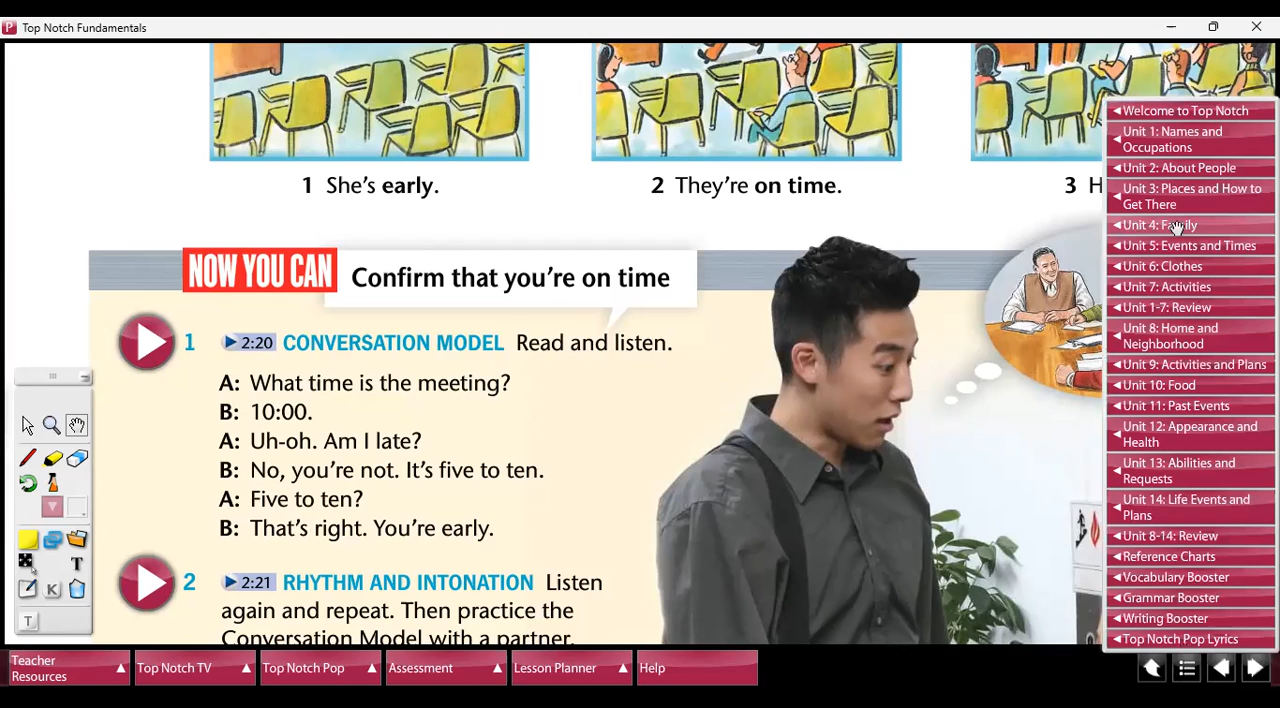 Top Notch Fundamentals
1 She's early.
2 They're on time.
3 H
NOW YOU CAN Confirm that you're on time
1 2:20 CONVERSATION MODEL Read and listen.
A: What time is the meeting?
B: 10:00.
A: Uh-oh. Am I late?
B: No, you're not. It's five to ten.
A: Five to ten?
B: That's right. You're early.
2 2:21 RHYTHM AND INTONATION Listen
again and repeat. Then practice the
Conversation Model with a partner.
Welcome to Top Notch
Unit 1: Names and
Occupations
Unit 2: About People
Unit 3: Places and How to
Get There
Unit 4: Family
Unit 5: Events and Times
Unit 6: Clothes
Unit 7: Activities
Unit 1-7: Review
Unit 8: Home and
Neighborhood
Unit 9: Activities and Plans
Unit 10: Food
Unit 11: Past Events
Unit 12: Appearance and
Health
Unit 13: Abilities and
Requests
Unit 14: Life Events and
Plans
Unit 8-14: Review
Reference Charts
Vocabulary Booster
Grammar Booster
Writing Booster
Top Notch Pop Lyrics
T
K
T
Teacher
Resources
Top Notch TV
Top Notch Pop
Assessment
Lesson Planner
Help